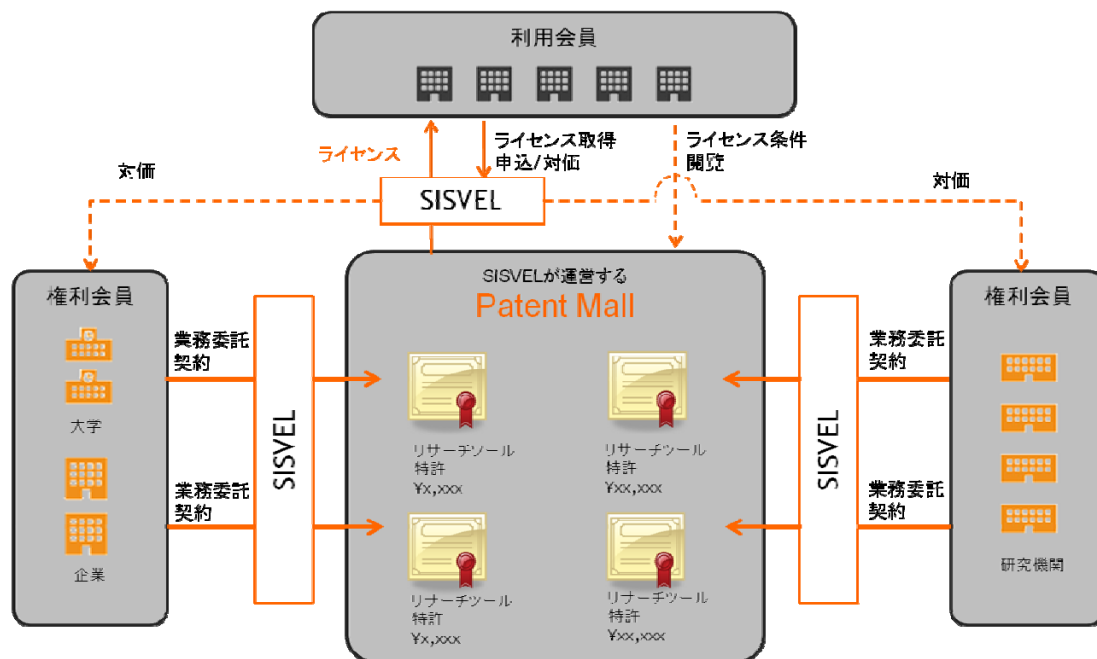 利用会員
ライセンス
ライセンス取得
申込/対価
ライセンス条件
閲覧
対価
SISVEL
対価
権利会員
業務委託
契約
大学
業務委託
契約
企業
SISVEL
SISVELが運営する
Patent Mall
リサーチツール
特許
¥x,xxx
リサーチツール
特許
¥xx,xxx
リサーチツール
特許
¥x,xxx
リサーチツール
特許
¥xx,xxx
SISVEL
業務委託
契約
業務委託
契約
権利会員
研究機関